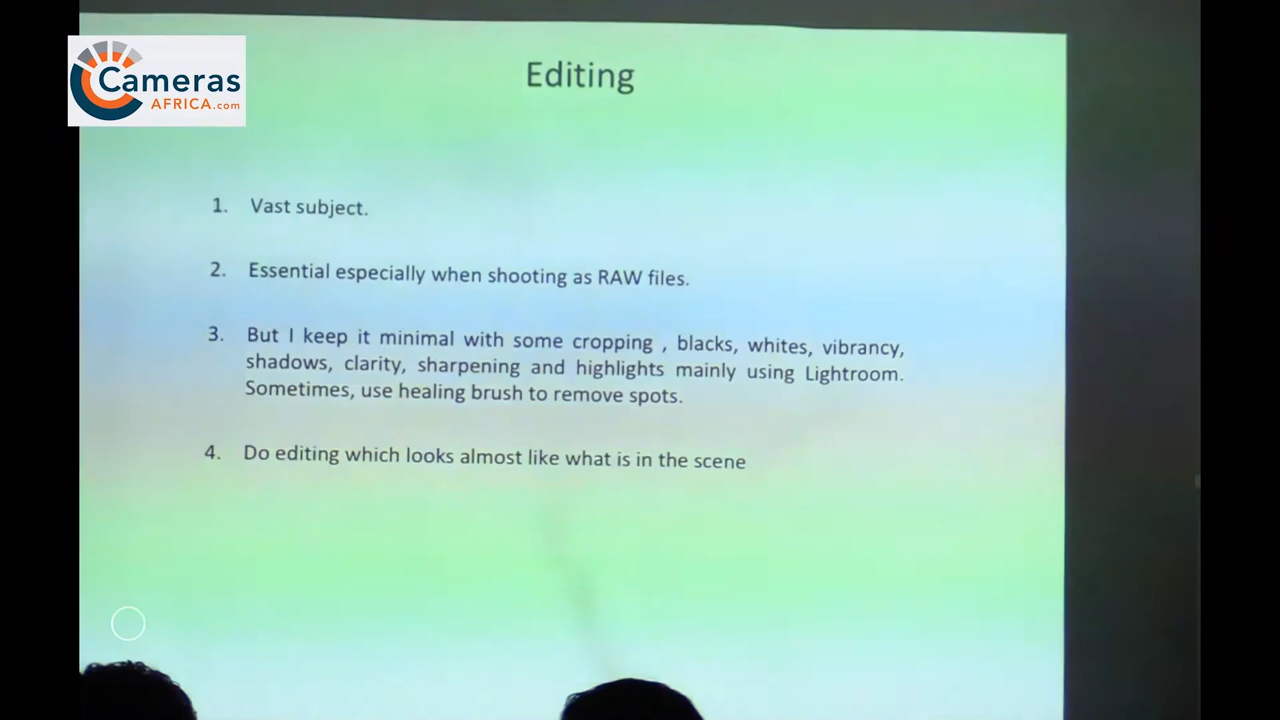 Cameras
AFRICA.com
Editing
1. Vast subject.
2. Essential especially when shooting as RAW files.
3. But I keep it minimal with some cropping , blacks, whites, vibrancy,
shadows, clarity, sharpening and highlights mainly using Lightroom.
Sometimes, use healing brush to remove spots.
4. Do editing which looks almost like what is in the scene